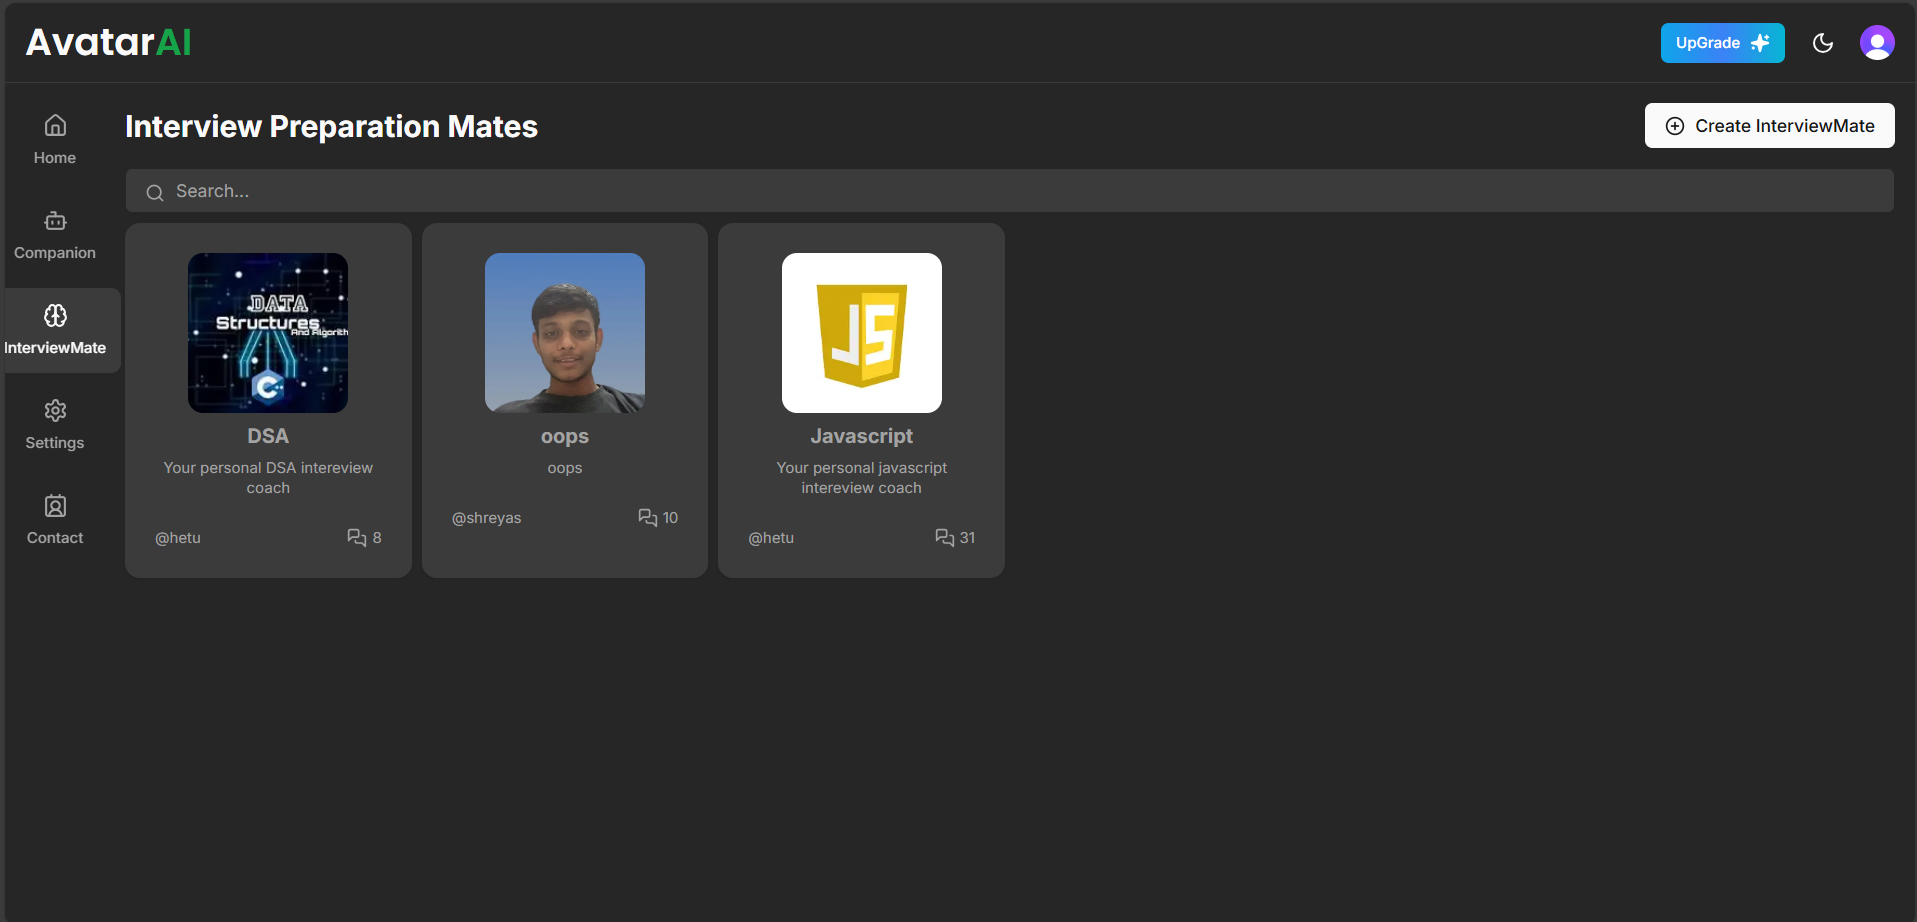 AvatarAI
UpGrade
Home
Companion
InterviewMate
Settings
Contact
Interview Preparation Mates
Create InterviewMate
Search...
DATA
Structures
And Algorith
C
DSA
Your personal DSA intereview
coach
@hetu
8
oops
oops
@shreyas
10
JS
Javascript
Your personal javascript
intereview coach
@hetu
31